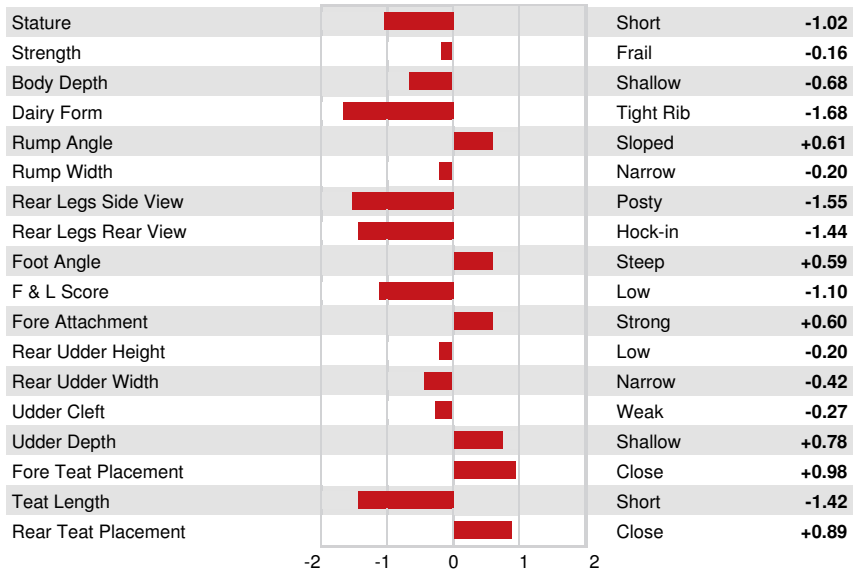 Stature Short -1.02
Strength Frail -0.16
Body Depth Shallow -0.68
Dairy Form Tight Rib -1.68
Rump Angle Sloped +0.61
Rump Width Narrow -0.20
Rear Legs Side View Posty -1.55
Rear Legs Rear View Hock-in -1.44
Foot Angle Steep +0.59
F & L Score Low -1.10
Fore Attachment Strong +0.60
Rear Udder Height Low -0.20
Rear Udder Width Narrow -0.42
Udder Cleft Weak -0.27
Udder Depth Shallow +0.78
Fore Teat Placement Close +0.98
Teat Length Short -1.42
Rear Teat Placement Close +0.89
-2 -1 0 1 2